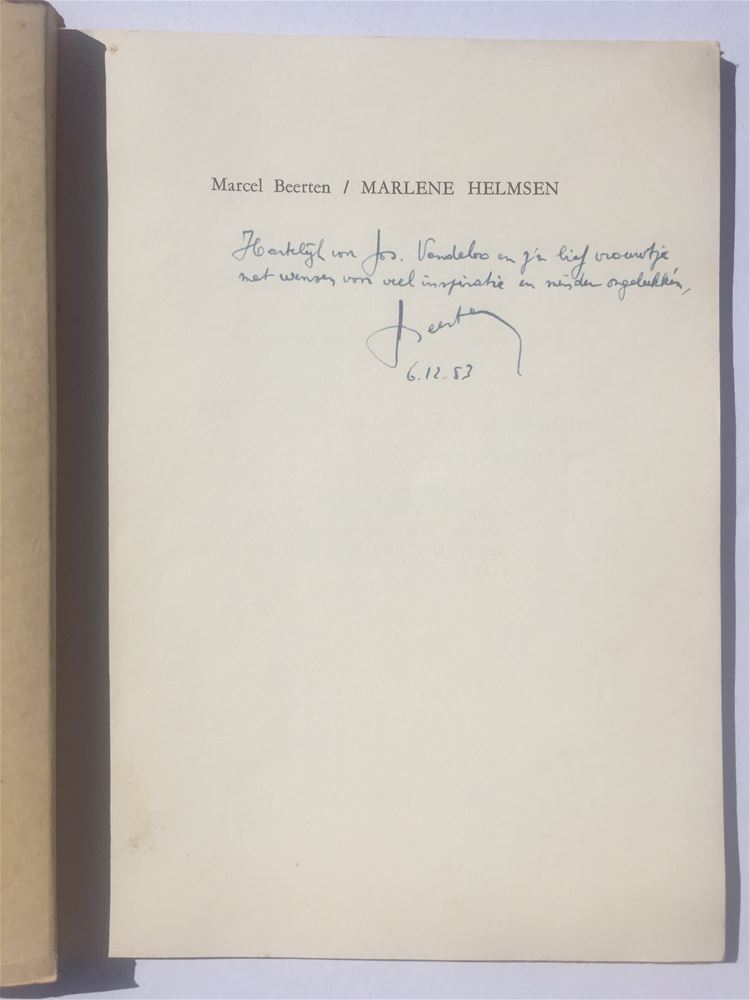 Marcel Beerten / MARLENE HELMSEN
Hartelijk voor Jos. Vandeloo en z'n lief vrouwtje
met wensen voor veel inspiratie en minder ongelukken,
Beerten
6.12.53